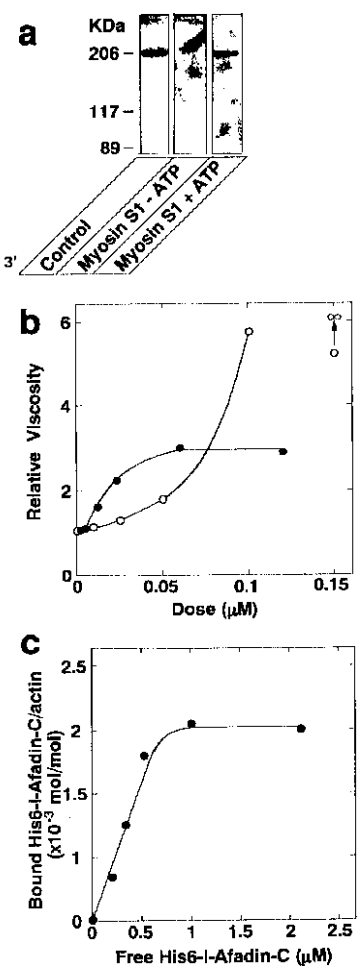 a
KDa
206
117
89
3'
Control
Myosin S1 - ATP
Myosin S1 + ATP
b
Relative Viscosity
6
4
2
0
∞
0
0.05
0.1
0.15
Dose (μM)
c
Bound His6-l-Afadin-C/actin
(x10⁻³ mol/mol)
2.5
2
1.5
1
0
0
0.5
1
1.5
2
2.5
Free His6-l-Afadin-C (μM)